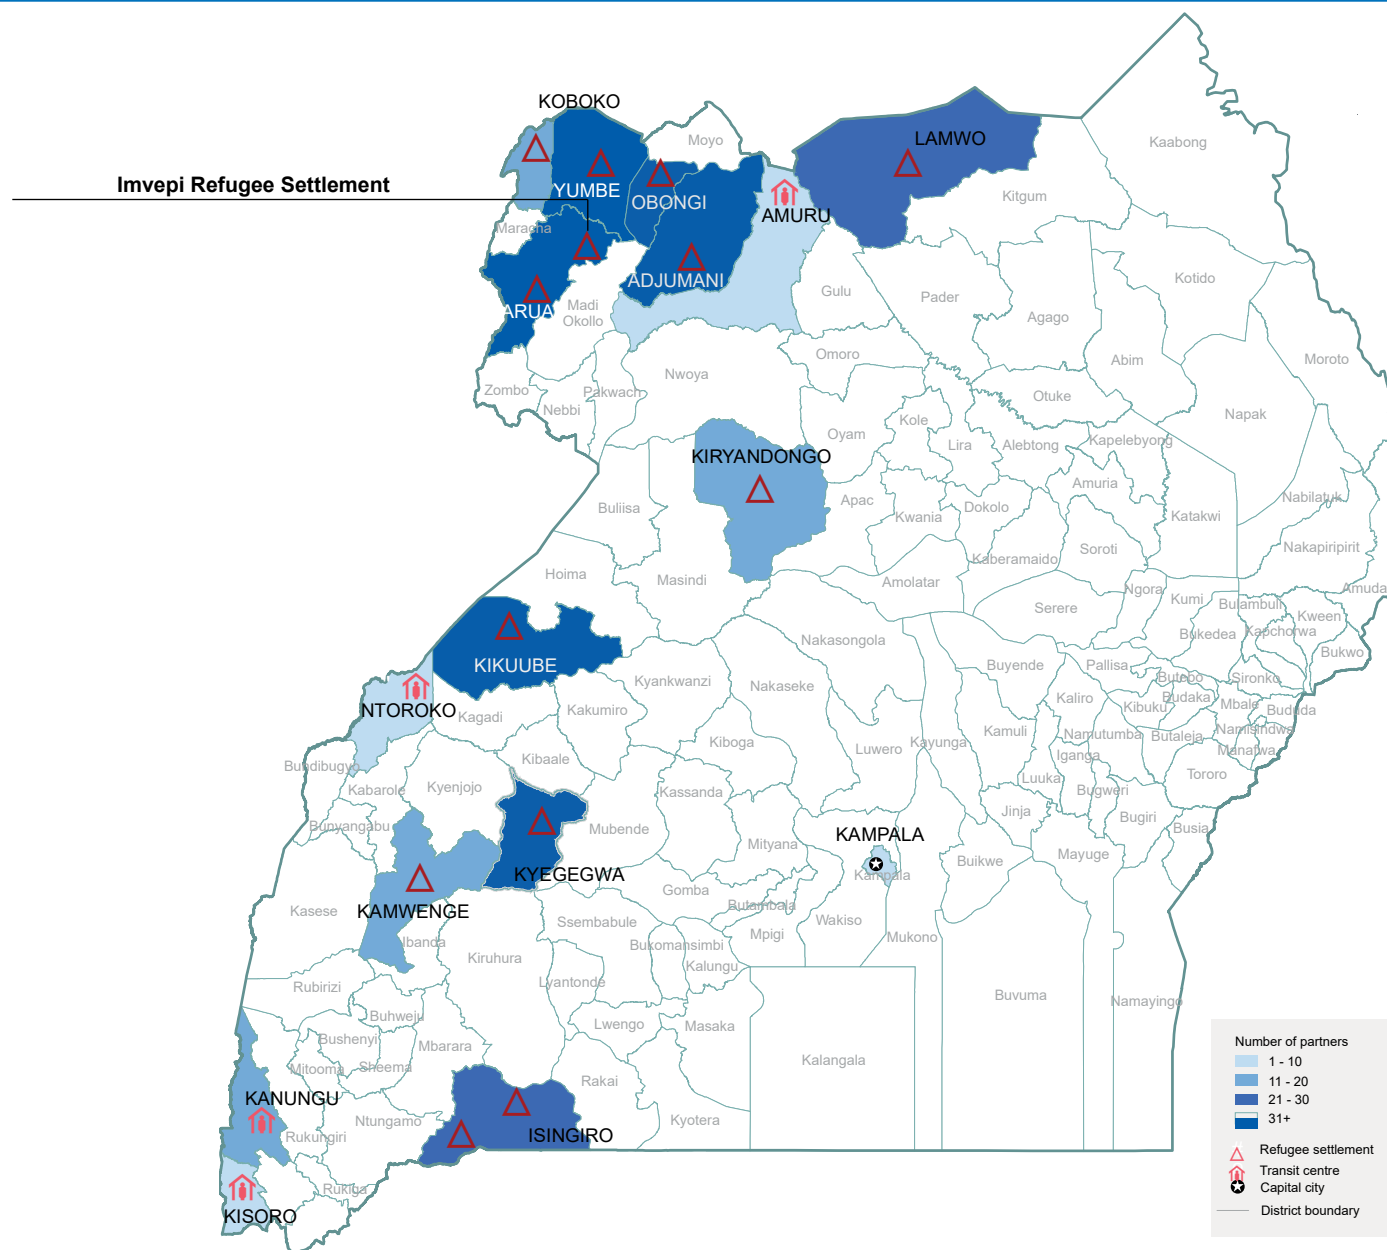 KOBOKO
Moyo
LAMWO
Kaabong
Imvepi Refugee Settlement
YUMBE
OBONGI
AMURU
Kitgum
Maracha
ADJUMANI
Kotido
ARUA
Madi
Okollo
Gulu
Pader
Agago
Omoro
Abim
Moroto
Nwoya
Zombo
Pakwach
Nebbi
Otuke
Napak
Oyam
Kole
Lira
Alebtong
Kapelebyong
KIRYANDONGO
Amuria
Apac
Buliisa
Kwania
Dokolo
Katakwi
Nabilatuk
Soroti
Nakapiripirit
Kaberamaido
Hoima
Masindi
Amolatar
Ngora
Kumi
Amuda
Serere
Bulambuli
Kween
Bukedea
Kapchorwa
Nakasongola
Bukwo
KIKUUBE
Buyende
Pallisa
Butebo
Sironko
Kyankwanzi
Nakaseke
Kaliro
Budaka
Kibuku
Mbale
Bududa
NTOROKO
Kagadi
Kakumiro
Kiboga
Kayunga
Kamuli
Namutumba
Butaleja
Namisindwa
Luwero
Iganga
Manafwa
Bundibugyo
Kibaale
Kabarole
Kyenjojo
Kassanda
Luuka
Bugweri
Tororo
Bunyangabu
Mubende
Jinja
Bugiri
Busia
KAMPALA
Mityana
Mayuge
KYEGEGWA
Kampala
Buikwe
Gomba
Butambala
KAMWENGE
Kasese
Ssembabule
Wakiso
Ibanda
Bukomansimbi
Mpigi
Mukono
Kiruhura
Kalungu
Rubirizi
Lyantonde
Buvuma
Namayingo
Buhweju
Lwengo
Masaka
Bushenyi
Mbarara
Mitooma
Sheema
Kalangala
Rakai
KANUNGU
Ntungamo
Kyotera
Rukungiri
ISINGIRO
Rukiga
KISORO
Number of partners
1 - 10
11 - 20
21 - 30
31+
Refugee settlement
Transit centre
Capital city
District boundary